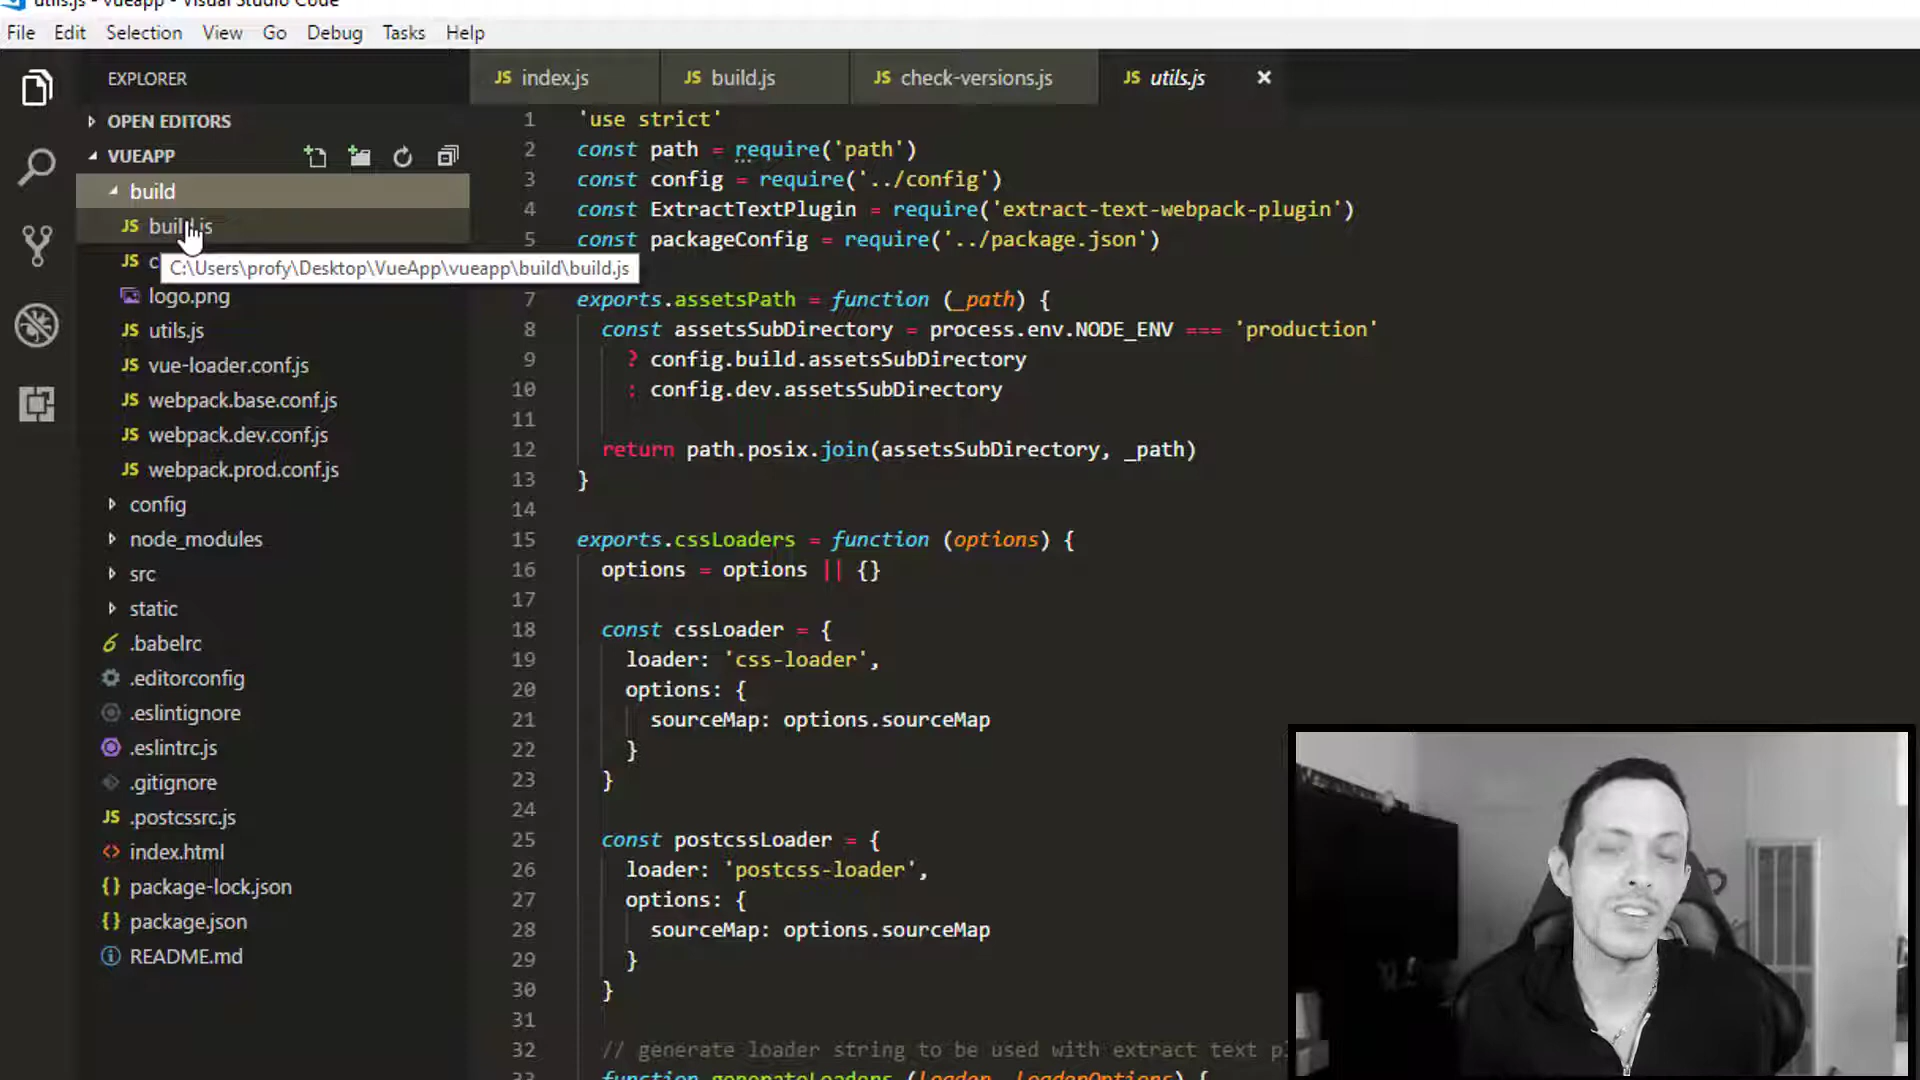 utils.js - vueapp - Visual Studio Code
File Edit Selection View Go Debug Tasks Help
EXPLORER
OPEN EDITORS
VUEAPP
build
JS build.js
JS c
C:\Users\profy\Desktop\VueApp\vueapp\build\build.js
logo.png
JS utils.js
JS vue-loader.conf.js
JS webpack.base.conf.js
JS webpack.dev.conf.js
JS webpack.prod.conf.js
config
node_modules
src
static
.babelrc
.editorconfig
.eslintignore
.eslintrc.js
.gitignore
JS .postcssrc.js
<> index.html
{} package-lock.json
{} package.json
README.md
JS index.js JS build.js JS check-versions.js JS utils.js
1 'use strict'
2 const path = require('path')
3 const config = require('../config')
4 const ExtractTextPlugin = require('extract-text-webpack-plugin')
5 const packageConfig = require('../package.json')
7 exports.assetsPath = function (_path) {
8 const assetsSubDirectory = process.env.NODE_ENV === 'production'
9 ? config.build.assetsSubDirectory
10 : config.dev.assetsSubDirectory
11
12 return path.posix.join(assetsSubDirectory, _path)
13 }
14
15 exports.cssLoaders = function (options) {
16 options = options || {}
17
18 const cssLoader = {
19 loader: 'css-loader',
20 options: {
21 sourceMap: options.sourceMap
22 }
23 }
24
25 const postcssLoader = {
26 loader: 'postcss-loader',
27 options: {
28 sourceMap: options.sourceMap
29 }
30 }
31
32 // generate loader string to be used with extract text pl
33 function generateLoaders (loader, loaderOptions) {